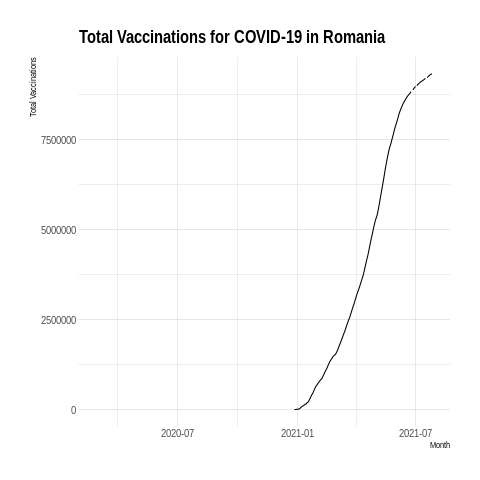 Total Vaccinations for COVID-19 in Romania
Total Vaccinations
7500000
5000000
2500000
0
2020-07
2021-01
2021-07
Month